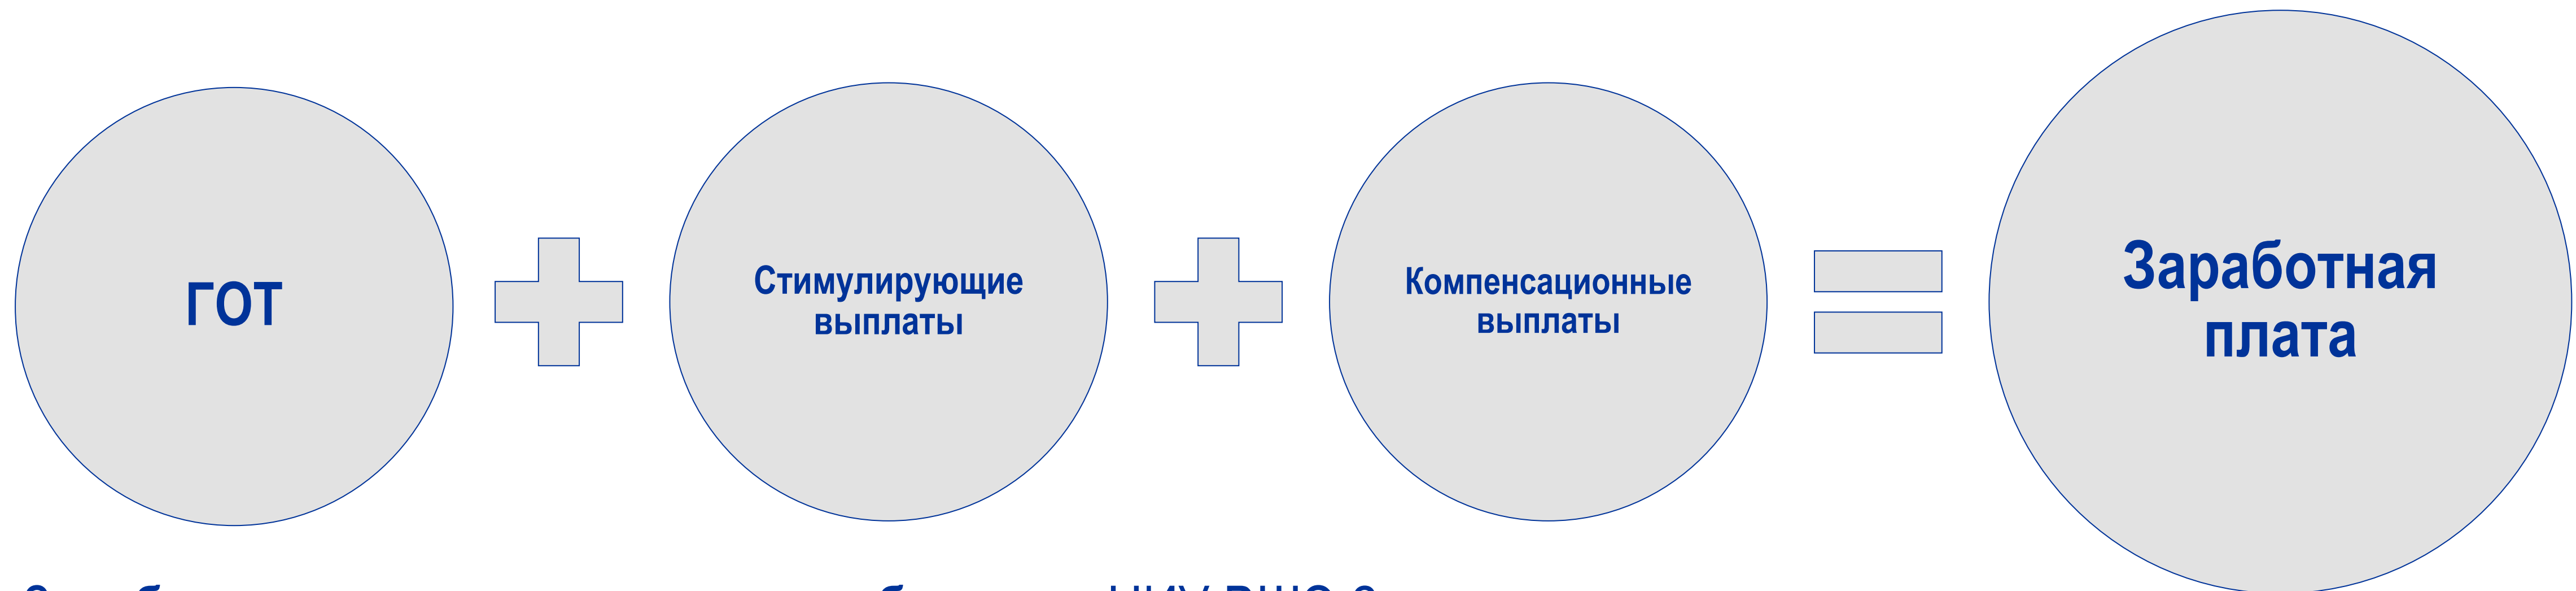 ГОТ
Стимулирующие
выплаты
Компенсационные
выплаты
Заработная
плата